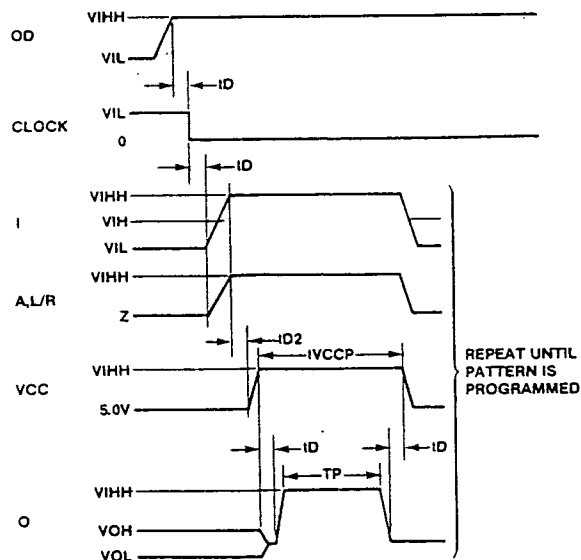 VIHH
OD
VIL
tD
VIL
CLOCK
0
tD
VIHH
I
VIH
VIL
VIHH
A,L/R
Z
tD2
tVCCP
VIHH
VCC
5.0V
REPEAT UNTIL
PATTERN IS
PROGRAMMED
tD
tD
TP
VIHH
O
VOH
VOL